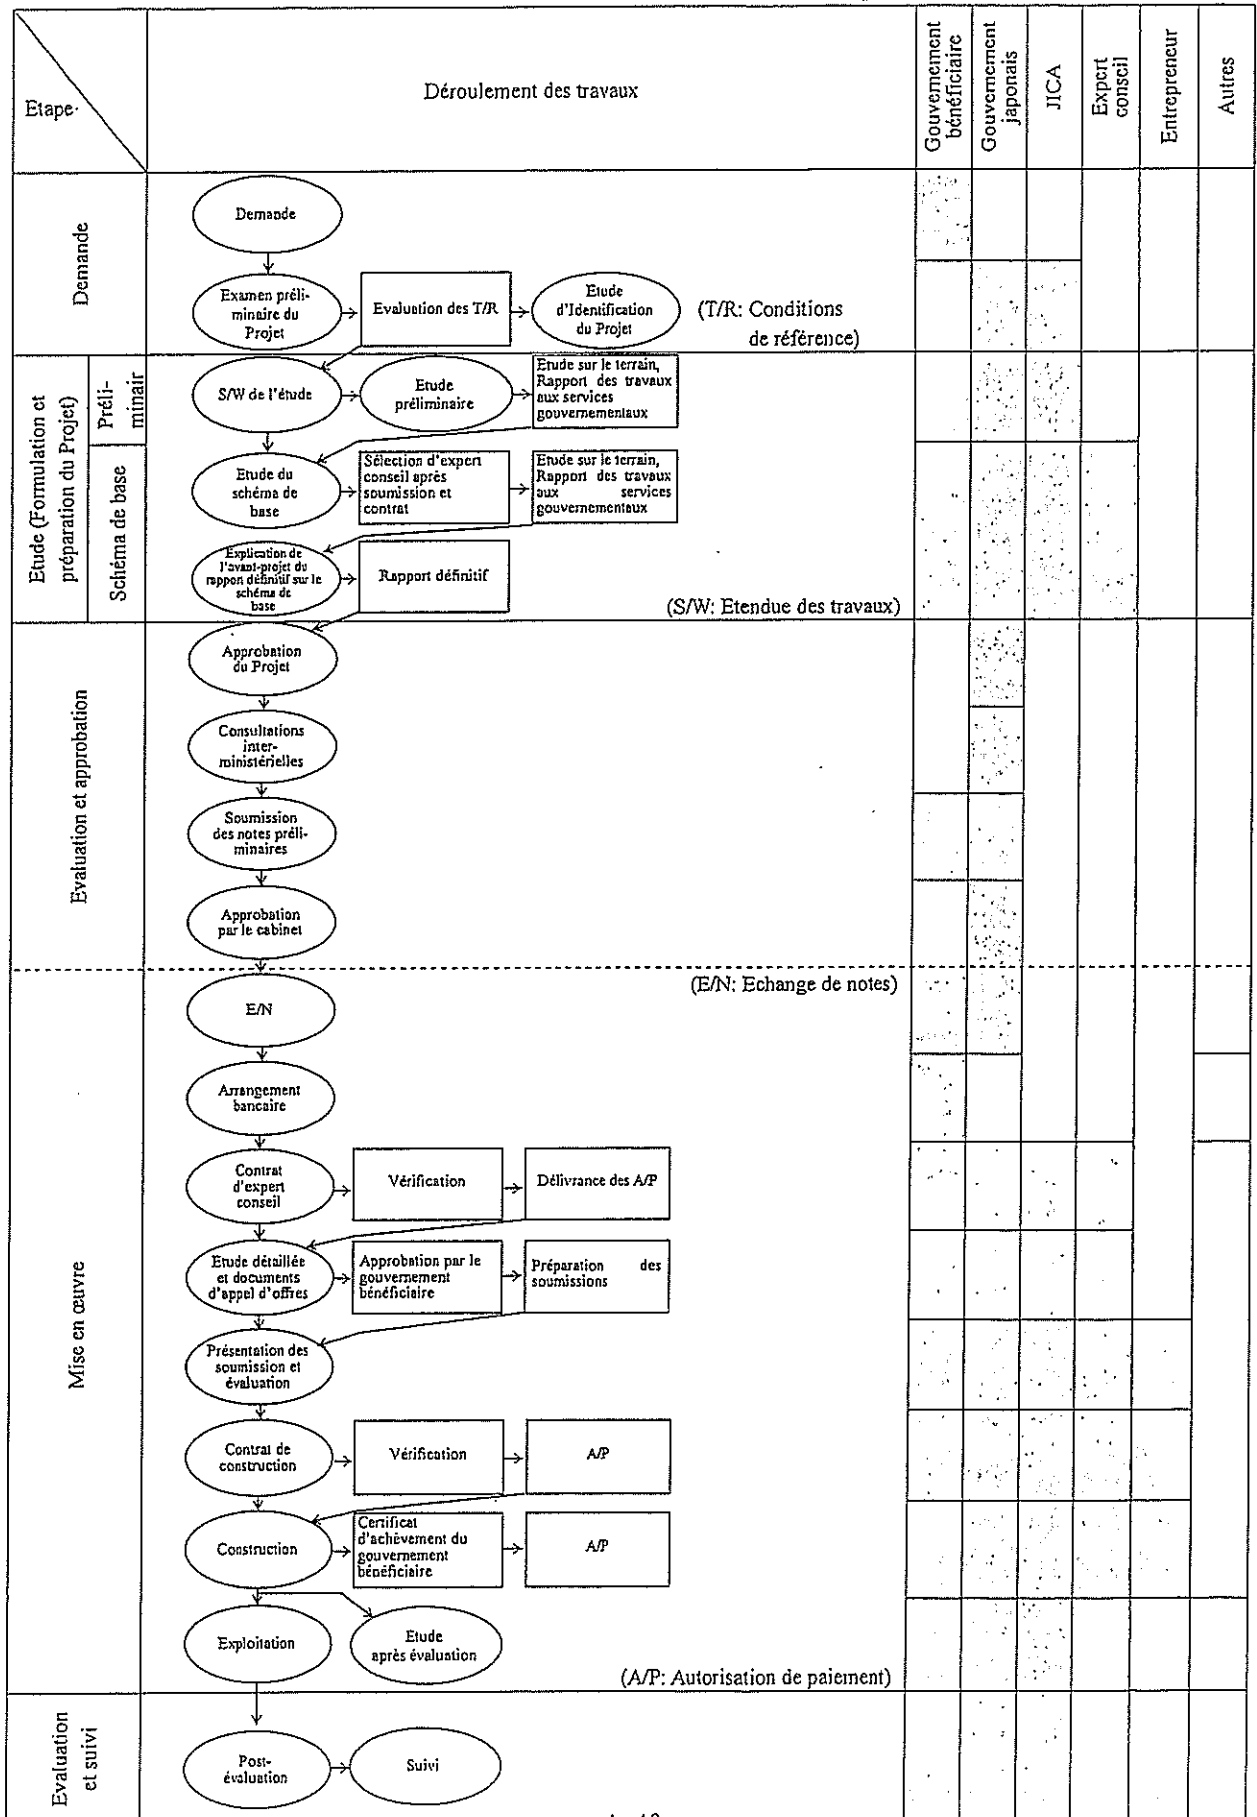 Etape
Déroulement des travaux
Gouvernement
bénéficiaire
Gouvernement
japonais
JICA
Expert
conseil
Entrepreneur
Autres
Demande
Demande
Examen préli-
minaire du
Projet
Evaluation des T/R
Etude
d'Identification
du Projet
(T/R: Conditions
de référence)
Etude (Formulation et
préparation du Projet)
Préli-
minair
S/W de l'étude
Etude
préliminaire
Etude sur le terrain,
Rapport des travaux
aux services
gouvernementaux
Schéma de base
Etude du
schéma de
base
Sélection d'expert
conseil après
soumission et
contrat
Etude sur le terrain,
Rapport des travaux
aux services
gouvernementaux
Explication de
l'avant-projet du
rapport définitif sur le
schéma de
base
Rapport définitif
(S/W: Etendue des travaux)
Evaluation et approbation
Approbation
du Projet
Consultations
inter-
ministérielles
Soumission
des notes préli-
minaires
Approbation
par le cabinet
(E/N: Echange de notes)
Mise en œuvre
E/N
Arrangement
bancaire
Contrat
d'expert
conseil
Vérification
Délivrance des A/P
Etude détaillée
et documents
d'appel d'offres
Approbation par le
gouvernement
bénéficiaire
Préparation des
soumissions
Présentation des
soumission et
évaluation
Contrat de
construction
Vérification
A/P
Construction
Certificat
d'achèvement du
gouvernement
bénéficiaire
A/P
Exploitation
Etude
après évaluation
(A/P: Autorisation de paiement)
Evaluation
et suivi
Post-
évaluation
Suivi